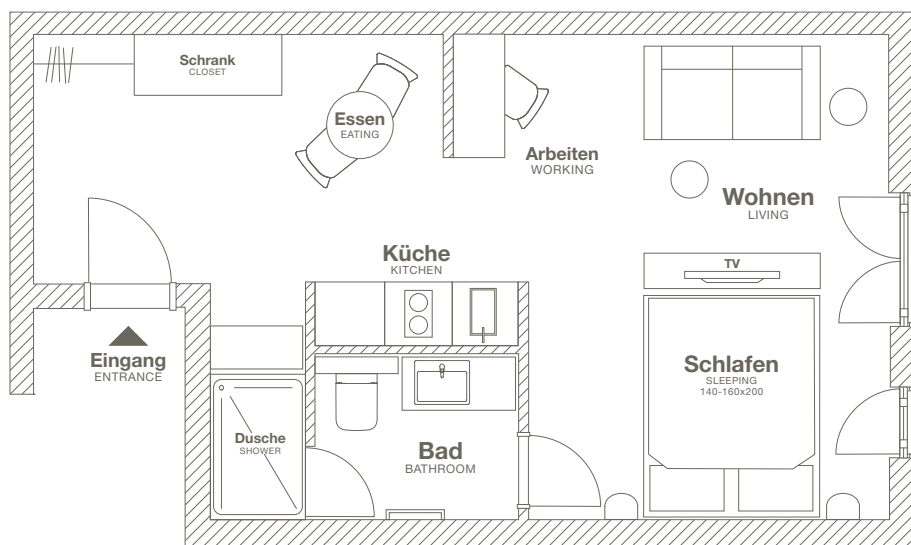 Schrank
CLOSET
Essen
EATING
Arbeiten
WORKING
Wohnen
LIVING
Küche
KITCHEN
TV
Eingang
ENTRANCE
Schlafen
SLEEPING
140-160x200
Dusche
SHOWER
Bad
BATHROOM